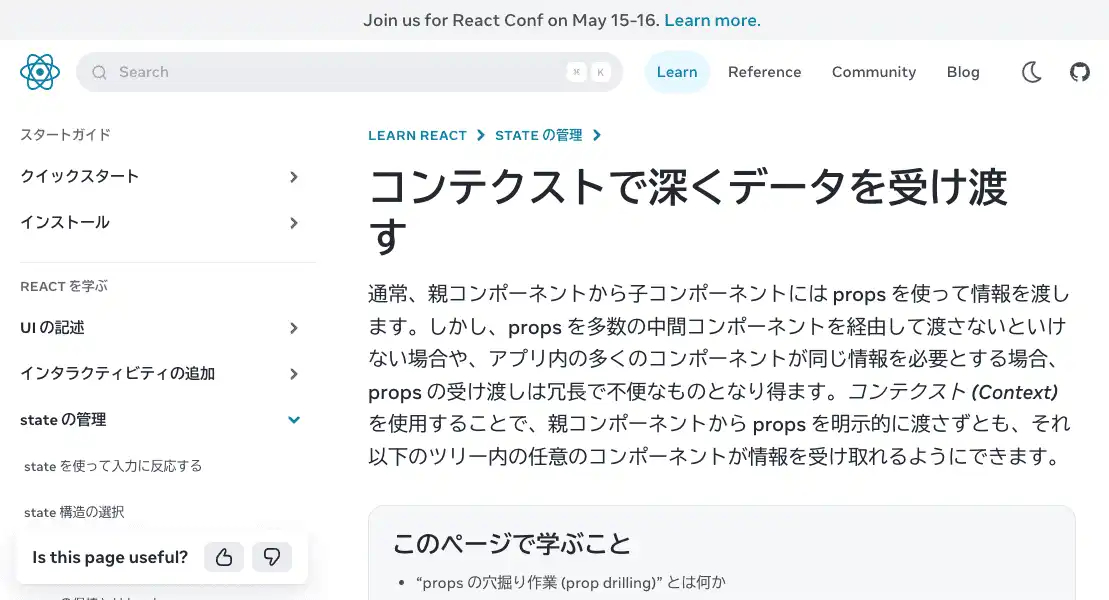 Join us for React Conf on May 15-16. Learn more.
Search
⌘ K
Learn
Reference
Community
Blog
スタートガイド
クイックスタート
インストール
REACT を学ぶ
UI の記述
インタラクティビティの追加
state の管理
state を使って入力に反応する
state 構造の選択
Is this page useful?
LEARN REACT
STATE の管理
コンテクストで深くデータを受け渡
す
通常、親コンポーネントから子コンポーネントには props を使って情報を渡し
ます。しかし、props を多数の中間コンポーネントを経由して渡さないといけ
ない場合や、アプリ内の多くのコンポーネントが同じ情報を必要とする場合、
props の受け渡しは冗長で不便なものとなり得ます。コンテクスト (Context)
を使用することで、親コンポーネントから props を明示的に渡さずとも、それ
以下のツリー内の任意のコンポーネントが情報を受け取れるようにできます。
このページで学ぶこと
• “props の穴掘り作業 (prop drilling)” とは何か